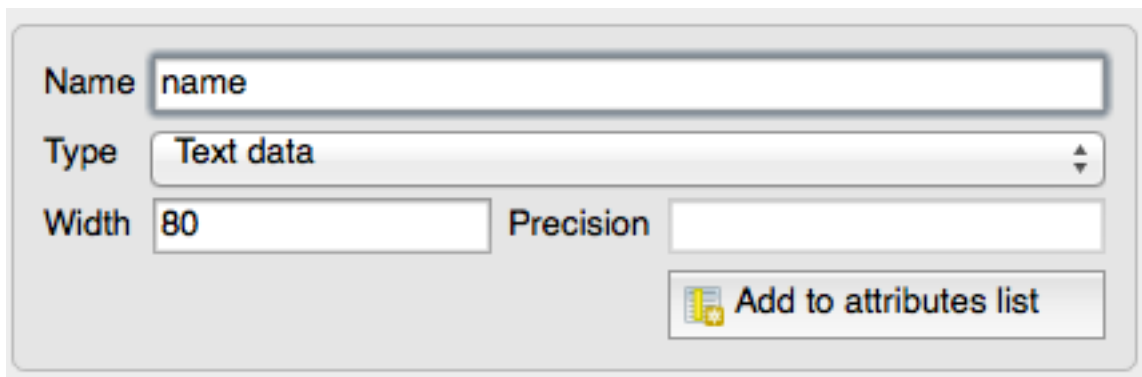 Name name
Type Text data
Width 80 Precision
Add to attributes list